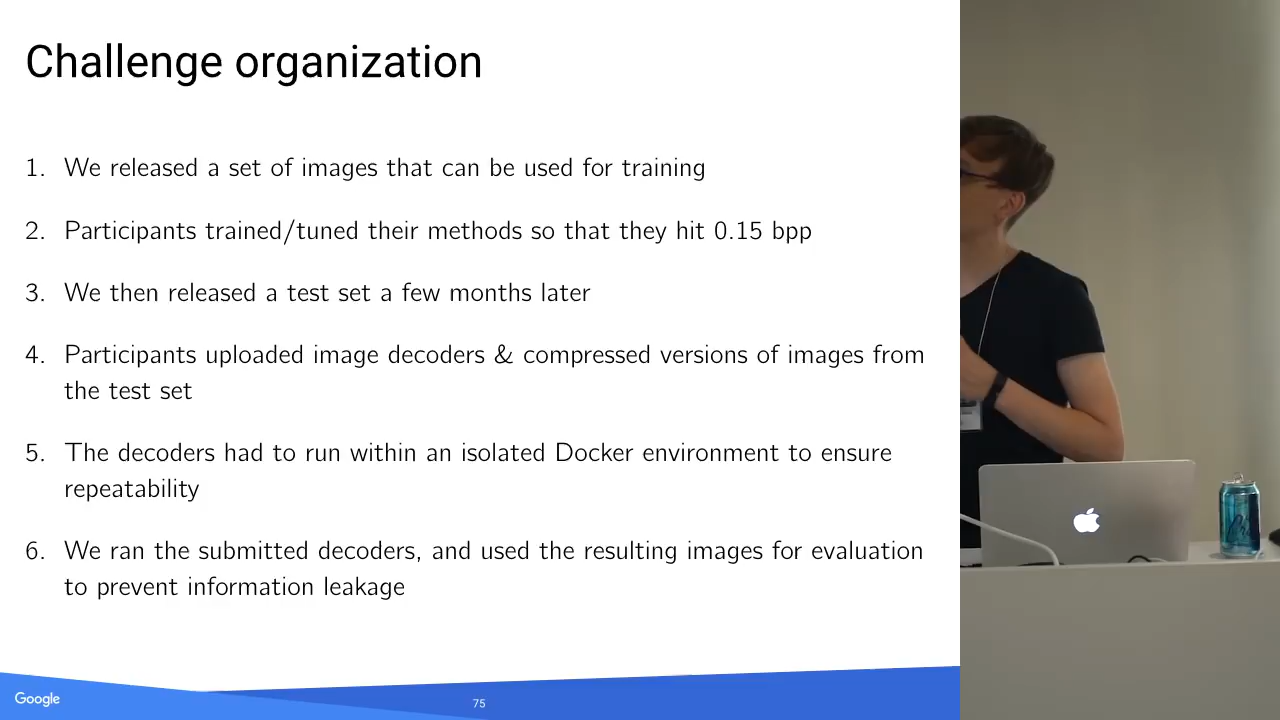 Challenge organization
1. We released a set of images that can be used for training
2. Participants trained/tuned their methods so that they hit 0.15 bpp
3. We then released a test set a few months later
4. Participants uploaded image decoders & compressed versions of images from
the test set
5. The decoders had to run within an isolated Docker environment to ensure
repeatability
6. We ran the submitted decoders, and used the resulting images for evaluation
to prevent information leakage
Google
75